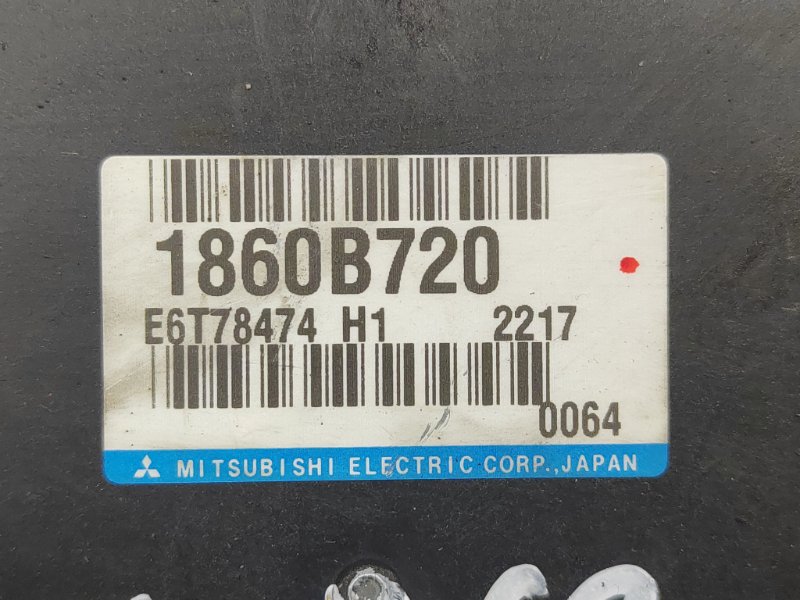 1860B720
E6T78474 H1 2217
0064
MITSUBISHI ELECTRIC CORP.,JAPAN